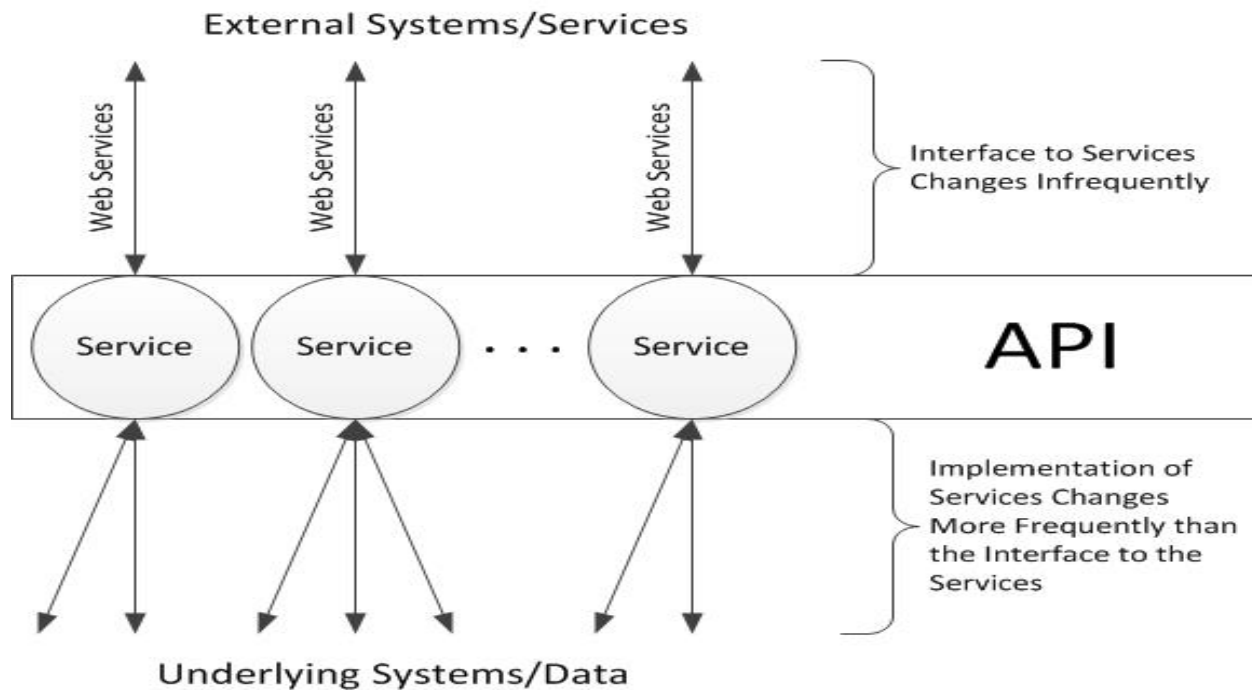 External Systems/Services
Web Services
Web Services
Web Services
Interface to Services
Changes Infrequently
Service
Service
. . .
Service
API
Implementation of
Services Changes
More Frequently than
the Interface to the
Services
Underlying Systems/Data